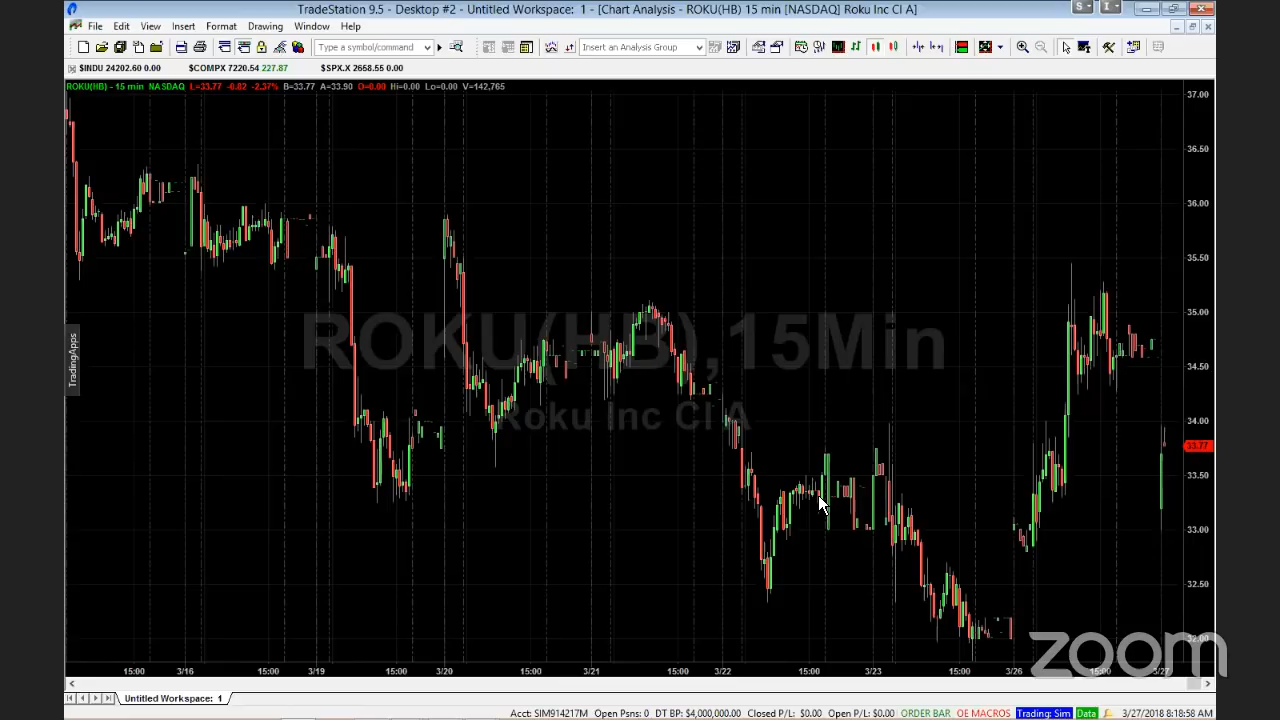 TradeStation 9.5 - Desktop #2 - Untitled Workspace: 1 - [Chart Analysis - ROKU(HB) 15 min [NASDAQ] Roku Inc Cl A]
File Edit View Insert Format Drawing Window Help
Type a symbol/command Insert an Analysis Group
$INDU 24202.60 0.00 $COMPX 7220.54 227.87 $SPX.X 2658.55 0.00
ROKU(HB) - 15 min NASDAQ L=33.77 -0.82 -2.37% B=33.77 A=33.90 O=0.00 Hi=0.00 Lo=0.00 V=142,765
37.00
36.50
36.00
35.50
35.00
34.50
34.00
33.77
33.50
33.00
32.50
32.00
TradingApps
ROKU(HB),15Min
Roku Inc Cl A
zoom
15:00 3/16 15:00 3/19 15:00 3/20 15:00 3/21 15:00 3/22 15:00 3/23 15:00 3/26 15:00 3/27
Untitled Workspace: 1
Acct: SIM914217M Open Psns: 0 DT BP: $4,000,000.00 Closed P/L: $0.00 Open P/L: $0.00 ORDER BAR OE MACROS Trading: Sim Data 3/27/2018 8:18:58 AM